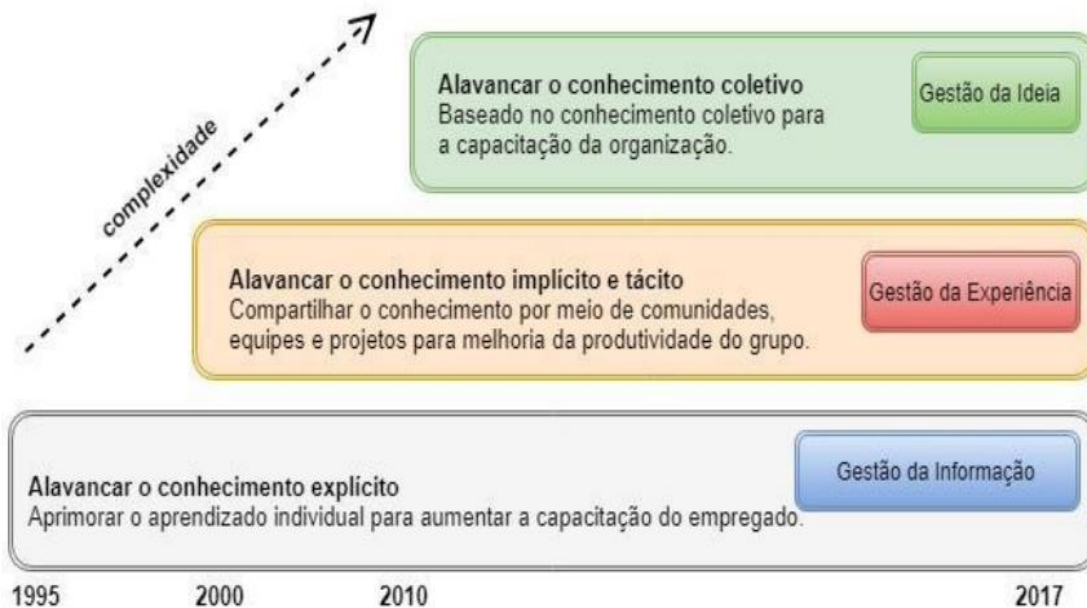 complexidade
Alavancar o conhecimento coletivo
Baseado no conhecimento coletivo para
a capacitação da organização.
Gestão da Ideia
Alavancar o conhecimento implícito e tácito
Compartilhar o conhecimento por meio de comunidades,
equipes e projetos para melhoria da produtividade do grupo.
Gestão da Experiência
Alavancar o conhecimento explícito
Aprimorar o aprendizado individual para aumentar a capacitação do empregado.
Gestão da Informação
1995 2000 2010 2017